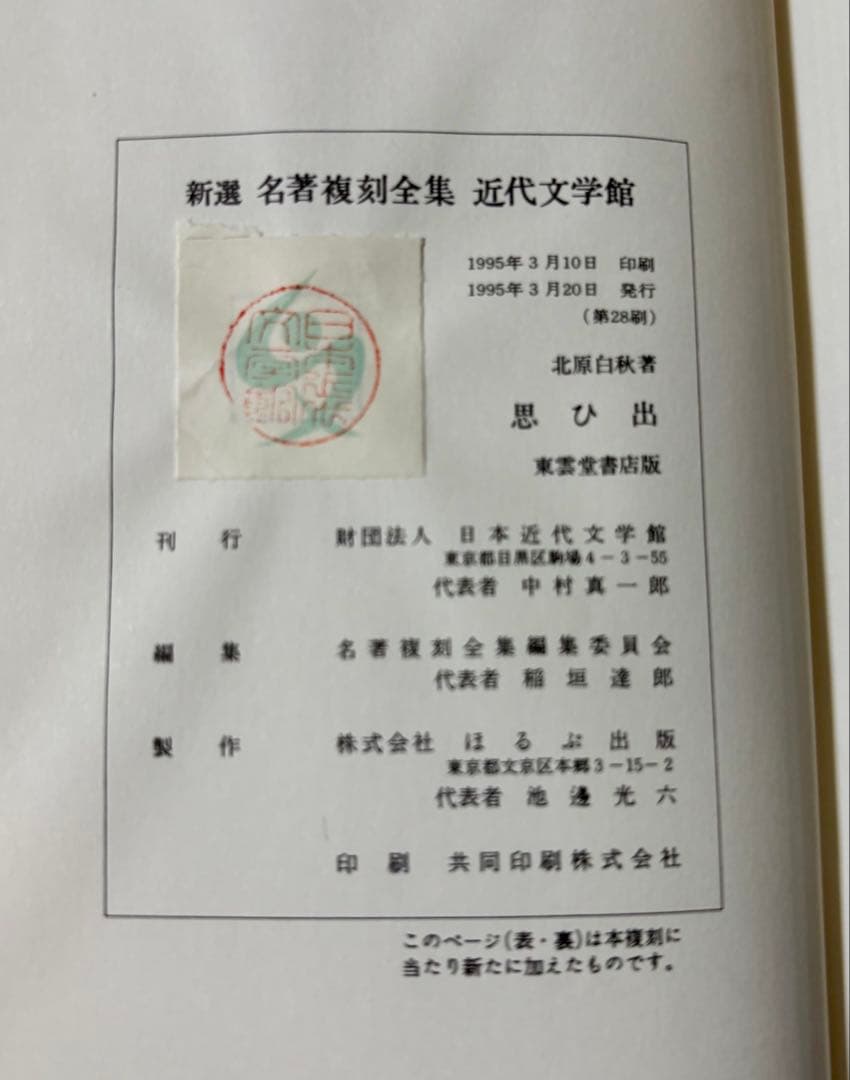 新選 名著複刻全集 近代文学館
1995年3月10日 印刷
1995年3月20日 発行
(第28刷)
北原白秋著
思ひ出
東雲堂書店版
刊行 財団法人 日本近代文学館
東京都目黒区駒場4-3-55
代表者 中村真一郎
編集 名著複刻全集編集委員会
代表者 稲垣達郎
製作 株式会社 ほるぷ出版
東京都文京区本郷3-15-2
代表者 池邊光六
印刷 共同印刷株式会社
このページ(表・裏)は本複刻に
当たり新たに加えたものです。